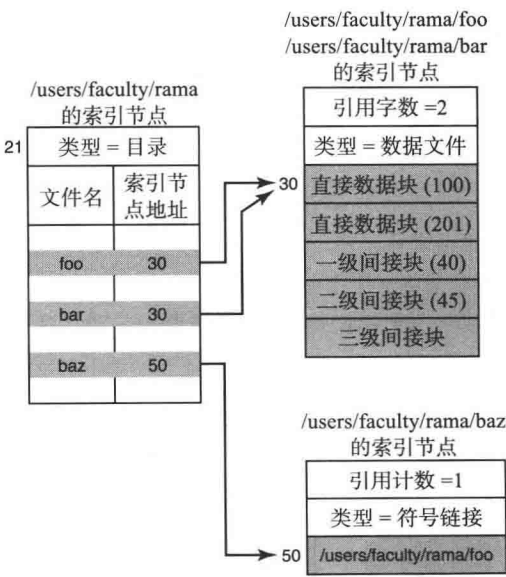 /users/faculty/rama
的索引节点
21
类型 = 目录
文件名
索引节
点地址
foo
30
bar
30
baz
50
/users/faculty/rama/foo
/users/faculty/rama/bar
的索引节点
引用字数 =2
类型 = 数据文件
30
直接数据块 (100)
直接数据块 (201)
一级间接块 (40)
二级间接块 (45)
三级间接块
/users/faculty/rama/baz
的索引节点
引用计数 =1
类型 = 符号链接
50
/users/faculty/rama/foo